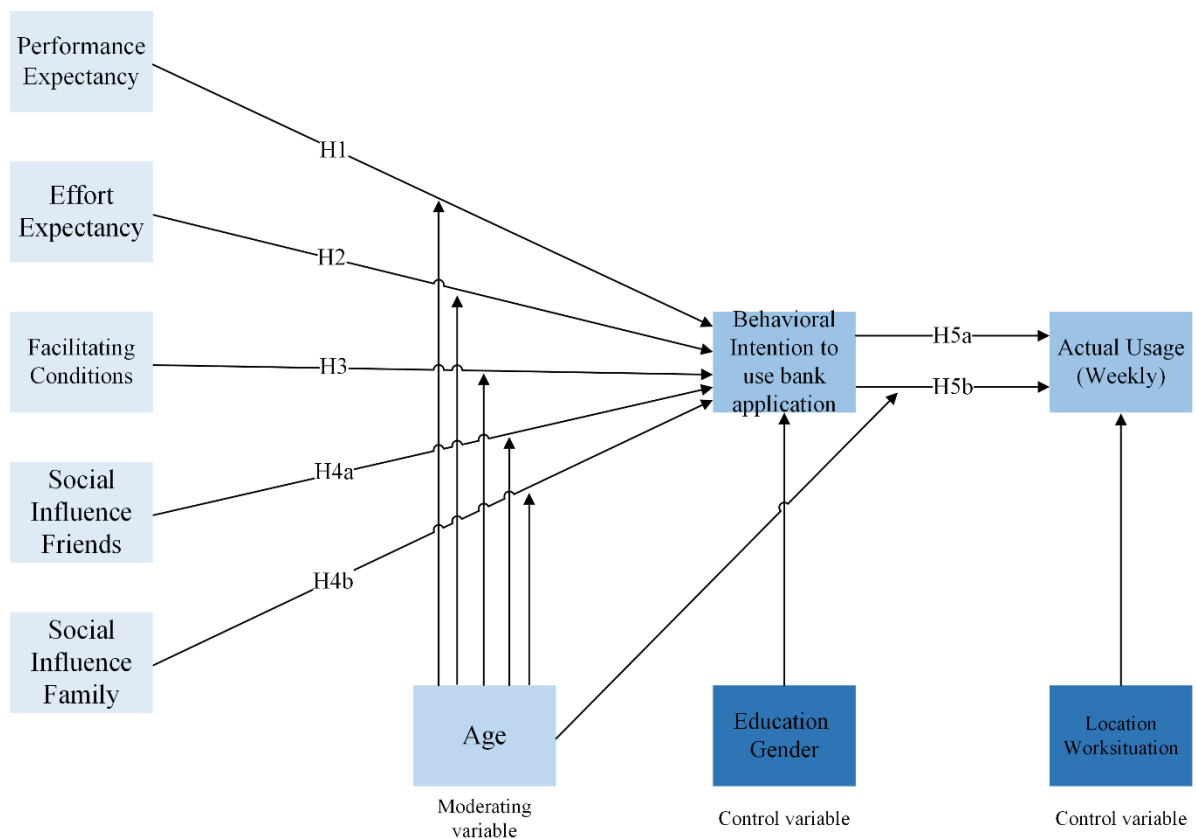 Performance
Expectancy
H1
Effort
Expectancy
H2
Facilitating
Conditions
H3
Behavioral
Intention to
use bank
application
H5a
H5b
Actual Usage
(Weekly)
Social
Influence
Friends
H4a
Social
Influence
Family
H4b
Age
Moderating
variable
Education
Gender
Control variable
Location
Worksituation
Control variable